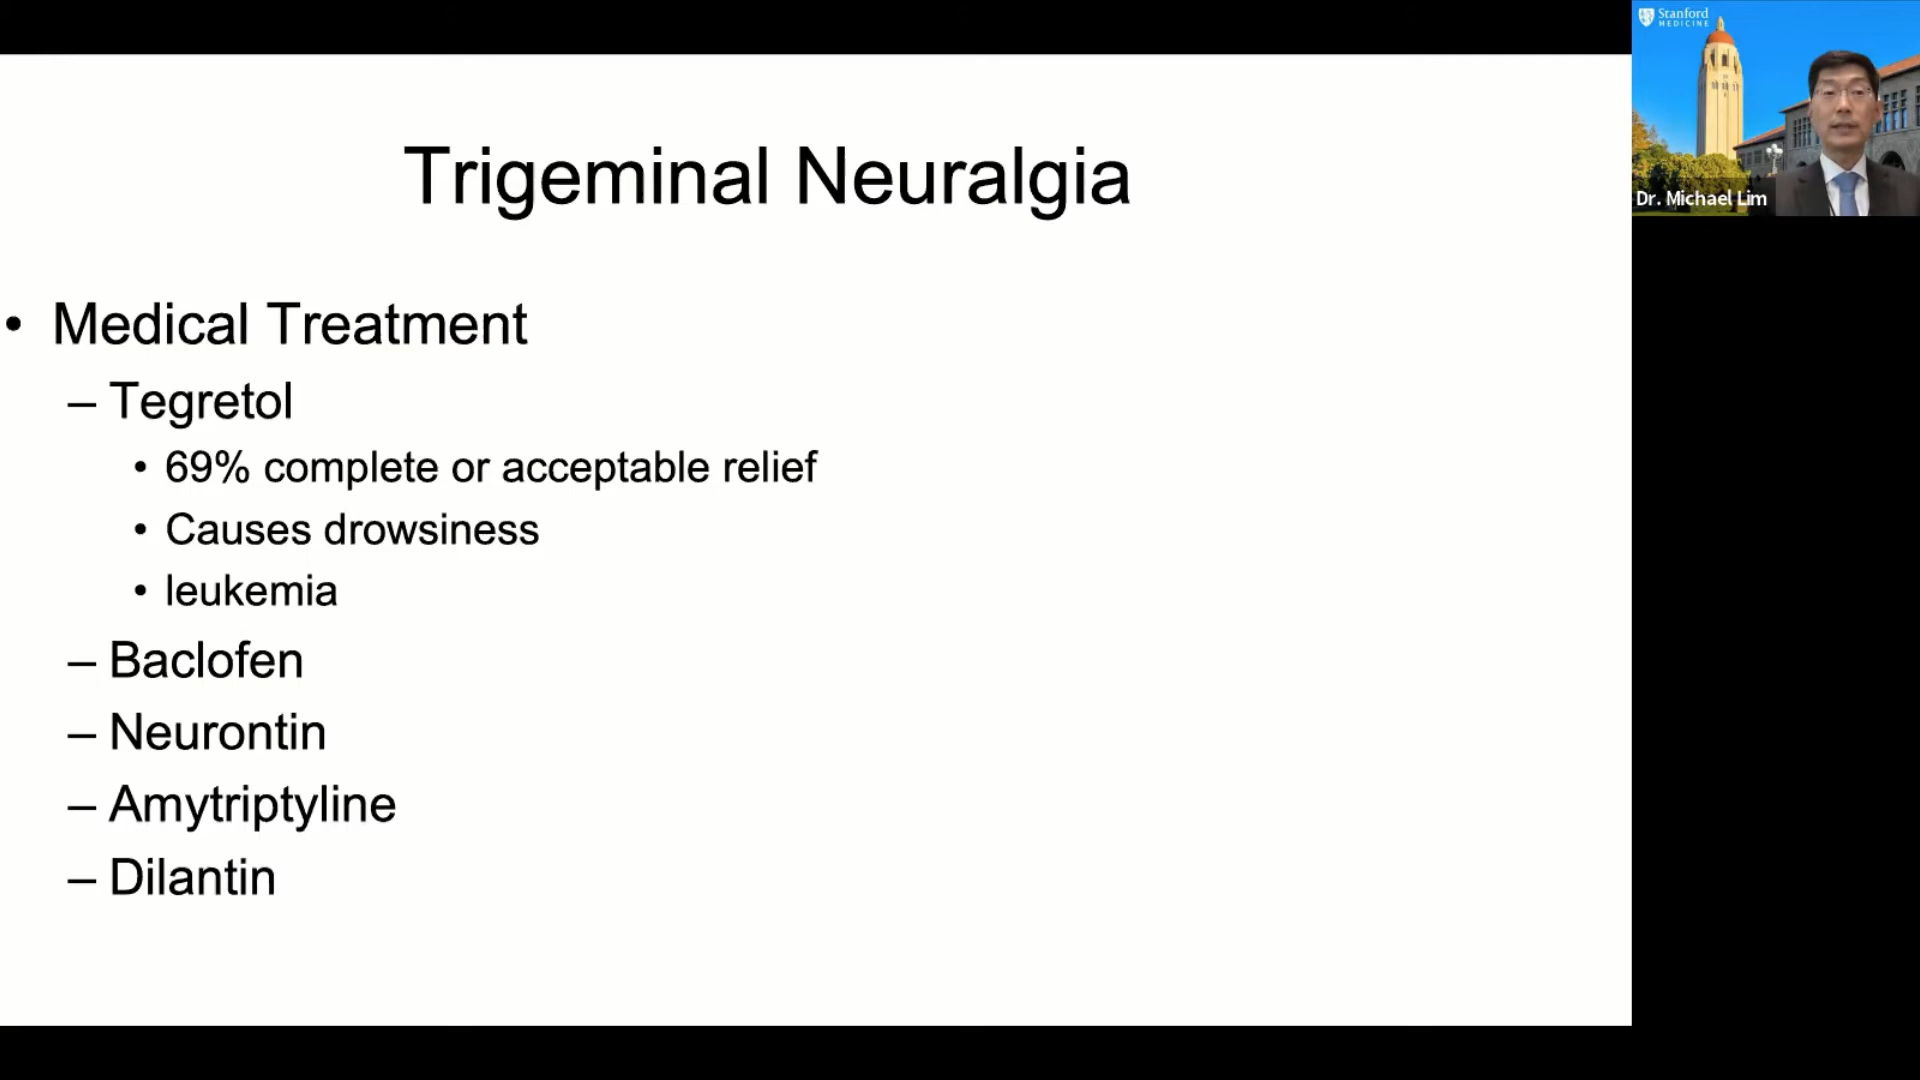 Trigeminal Neuralgia
• Medical Treatment
– Tegretol
• 69% complete or acceptable relief
• Causes drowsiness
• leukemia
– Baclofen
– Neurontin
– Amytriptyline
– Dilantin
Stanford
MEDICINE
Dr. Michael Lim